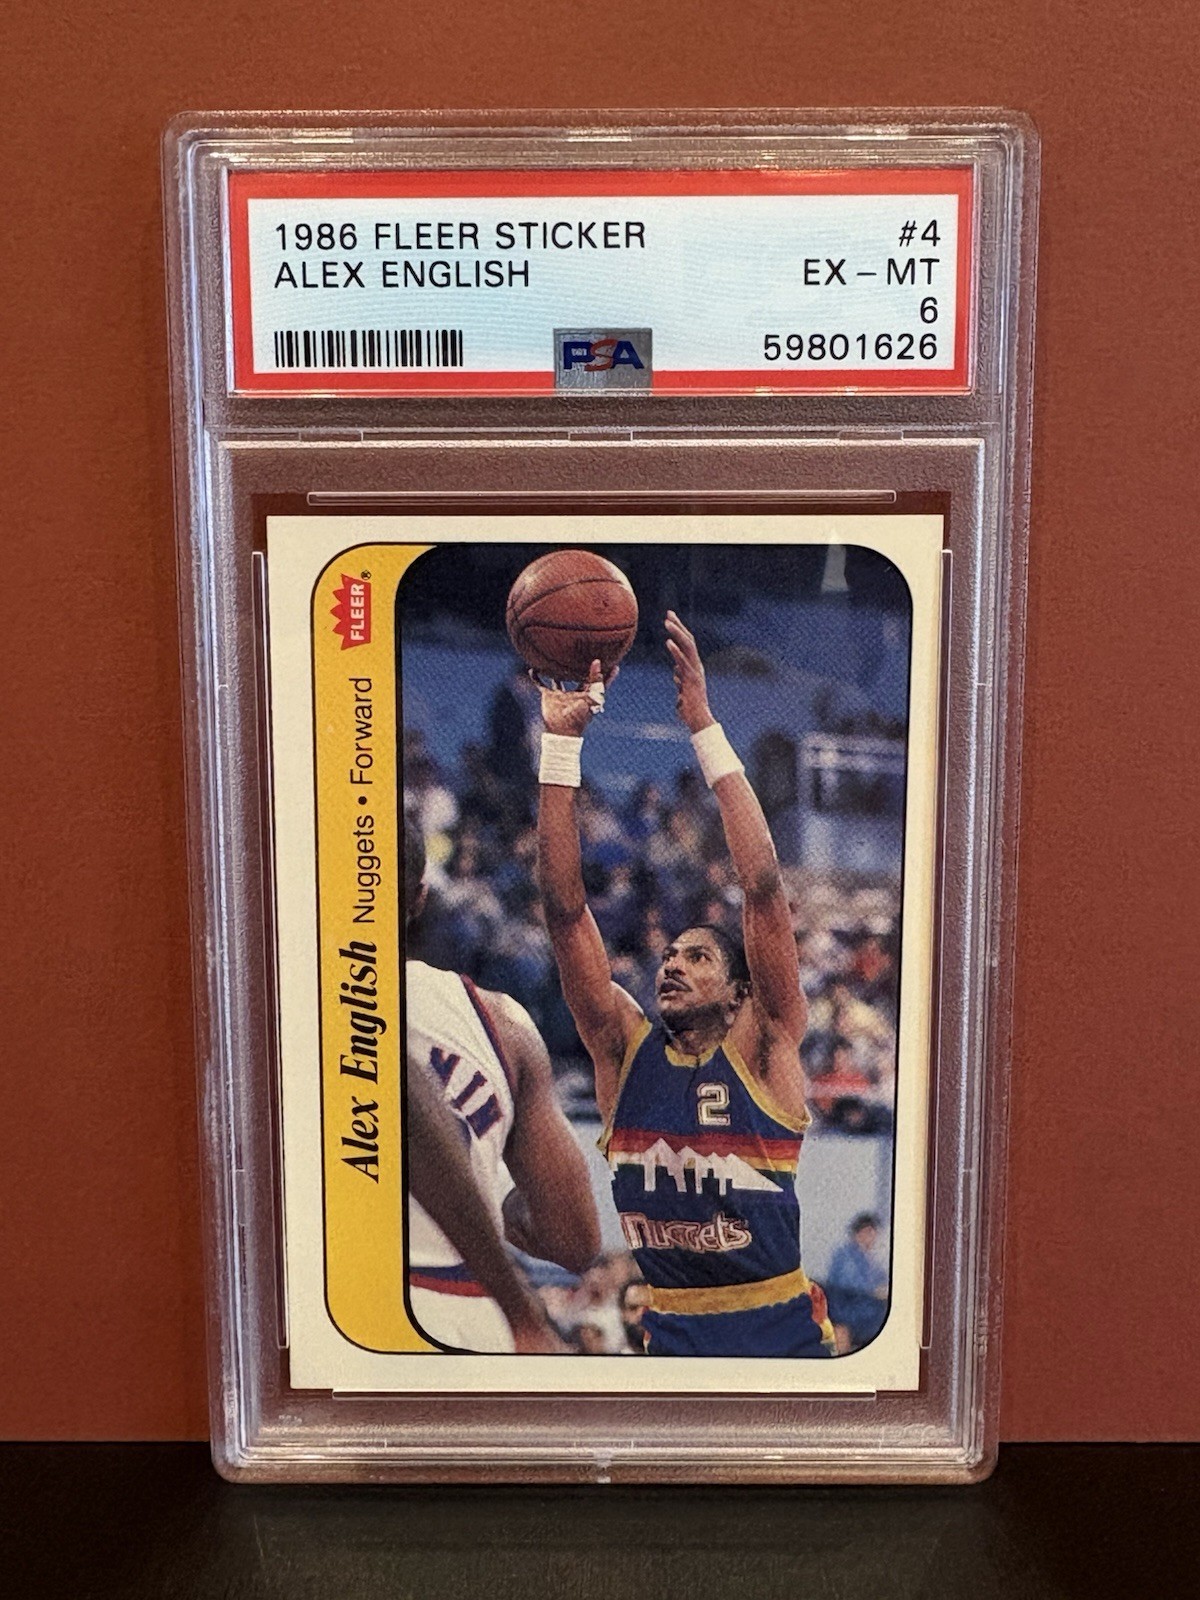 1986 FLEER STICKER #4
ALEX ENGLISH EX - MT
6
PSA 59801626
FLEER®
Alex English Nuggets • Forward
2
Nuggets